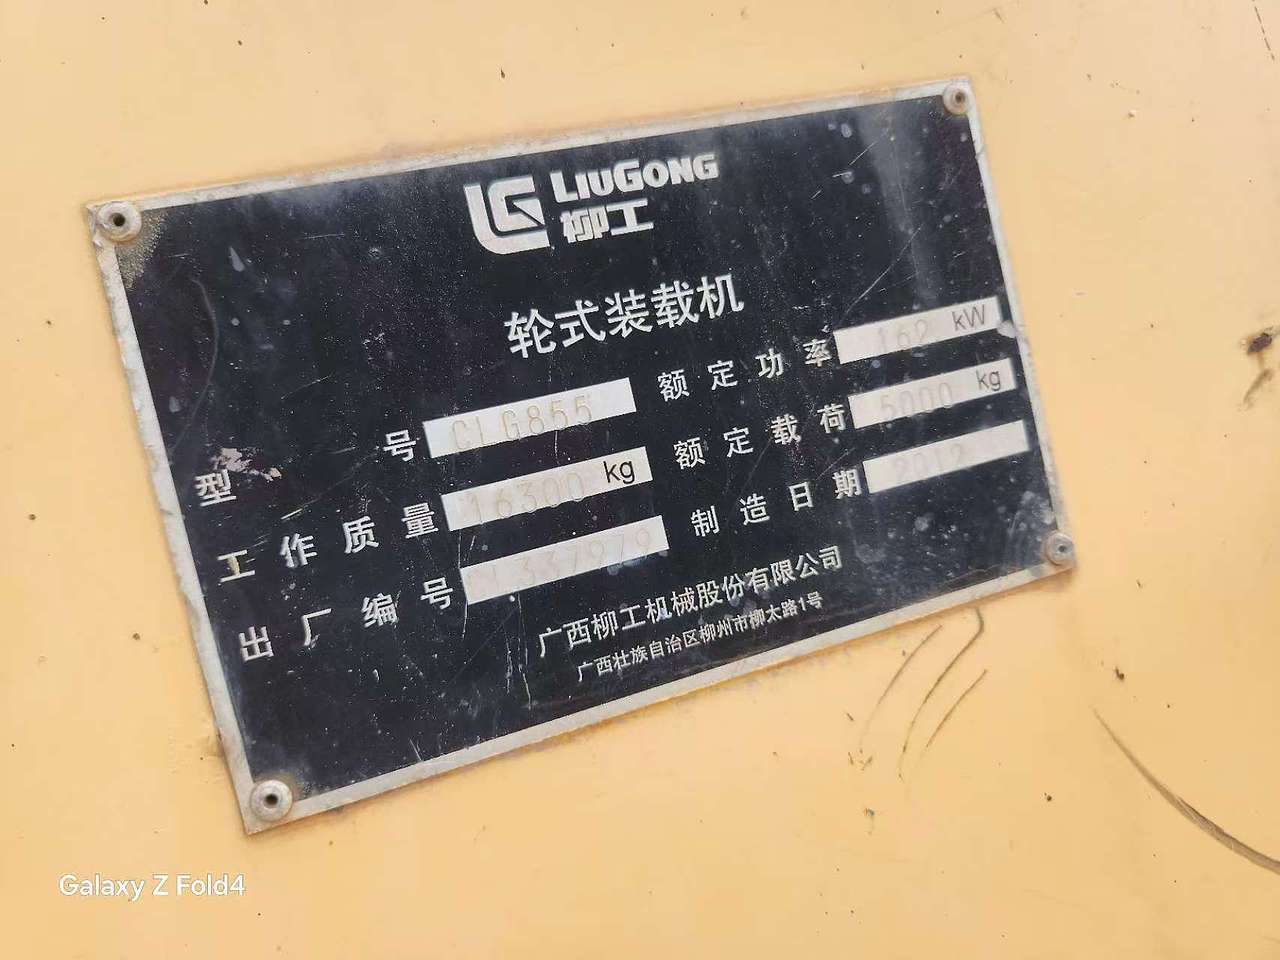 LIUGONG
柳工
轮式装载机
型号 CLG855 额定功率 162 kW
工作质量 16300 kg 额定载荷 5000 kg
出厂编号 CL337979 制造日期 2012
广西柳工机械股份有限公司
广西壮族自治区柳州市柳太路1号
Galaxy Z Fold4